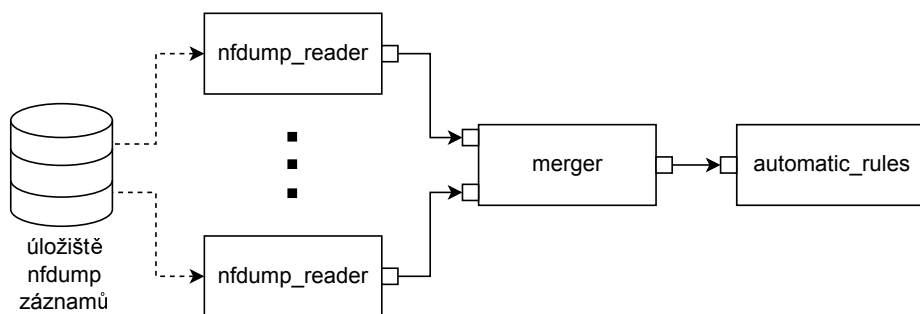 nfdump_reader
merger
automatic_rules
úložiště
nfdump
záznamů
nfdump_reader